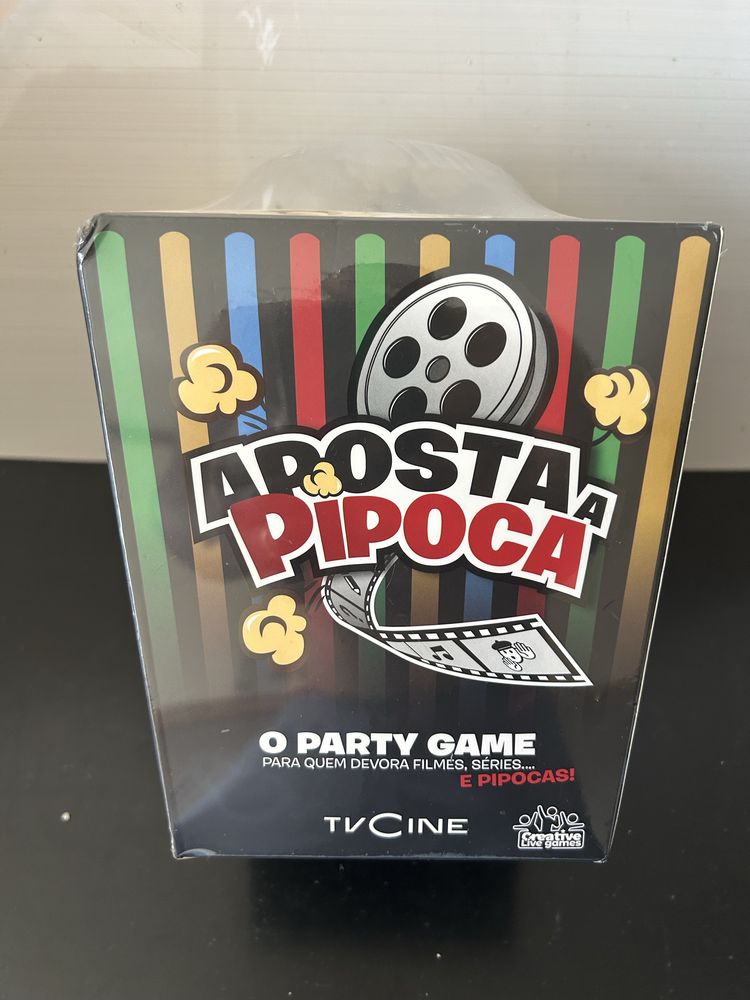 APOSTA A
PIPOCA
O PARTY GAME
PARA QUEM DEVORA FILMES, SÉRIES....
E PIPOCAS!
TVCINE
Creative
Live games